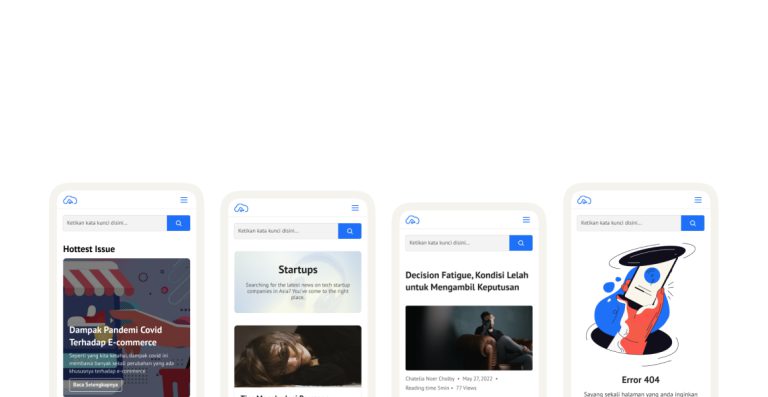 Ketikan kata kunci disini...
Hottest Issue
Dampak Pandemi Covid
Terhadap E-commerce
Seperti yang kita ketahui, dampak covid ini
membawa banyak sekali perubahan yang ada
khususnya terhadap e-commerce
Baca Selengkapnya
Ketikan kata kunci disini...
Startups
Searching for the latest news on tech startup
companies in Asia? You've come to the right
place.
Ketikan kata kunci disini...
Decision Fatigue, Kondisi Lelah
untuk Mengambil Keputusan
Chatelia Noer Cholby • May 27, 2022 •
Reading time 5min • 77 Views
Ketikan kata kunci disini...
Error 404
Sayang sekali halaman yang anda inginkan